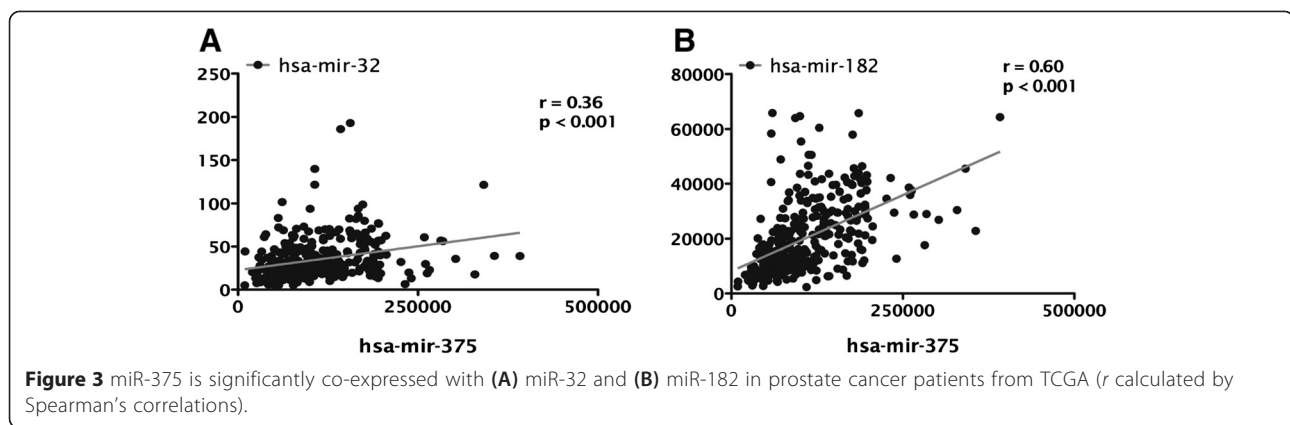 A
hsa-mir-32
250
200
150
100
50
0
r = 0.36
p < 0.001
0 250000 500000
hsa-mir-375
B
hsa-mir-182
80000
60000
40000
20000
0
r = 0.60
p < 0.001
0 250000 500000
hsa-mir-375
Figure 3 miR-375 is significantly co-expressed with (A) miR-32 and (B) miR-182 in prostate cancer patients from TCGA (r calculated by
Spearman's correlations).